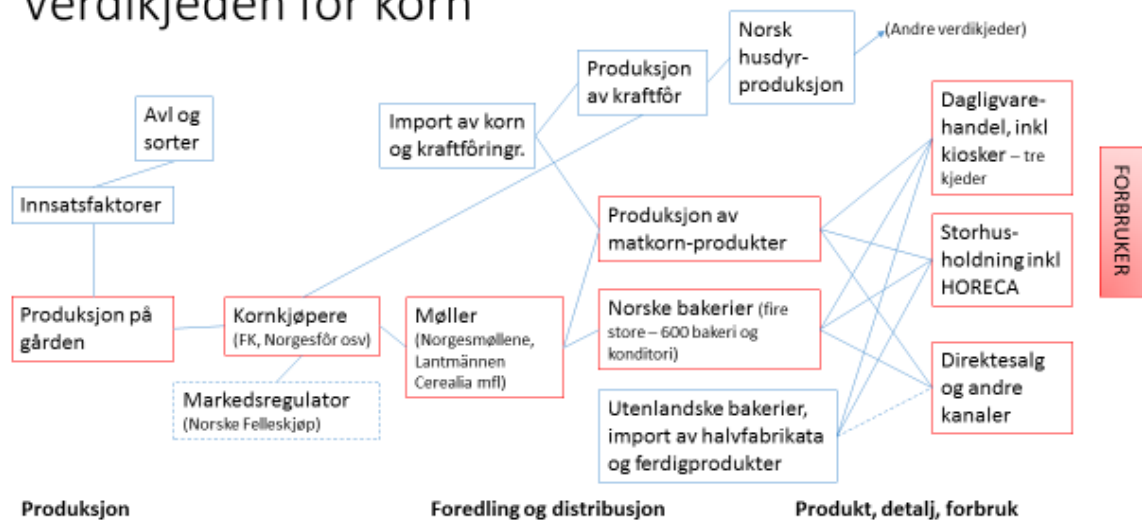 Verdikjeden for korn
Norsk
husdyr-
produksjon
(Andre verdikjeder)
Produksjon
av kraftfôr
Avl og
sorter
Import av korn
og kraftfôringr.
Dagligvare-
handel, inkl
kiosker – tre
kjeder
FORBRUKER
Innsatsfaktorer
Produksjon av
matkorn-produkter
Storhus-
holdning inkl
HORECA
Produksjon på
gården
Kornkjøpere
(FK, Norgesfôr osv)
Møller
(Norgesmøllene,
Lantmännen
Cerealia mfl)
Norske bakerier (fire
store – 600 bakeri og
konditori)
Direktesalg
og andre
kanaler
Markedsregulator
(Norske Felleskjøp)
Utenlandske bakerier,
import av halvfabrikata
og ferdigprodukter
Produksjon
Foredling og distribusjon
Produkt, detalj, forbruk